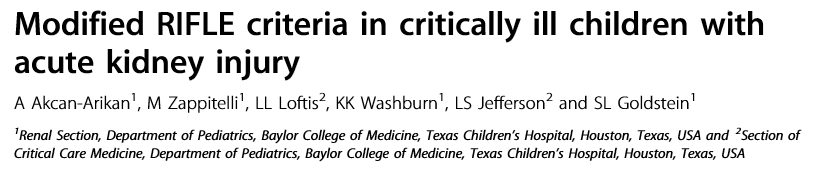 Modified RIFLE criteria in critically ill children with
acute kidney injury
A Akcan-Arikan1, M Zappitelli1, LL Loftis2, KK Washburn1, LS Jefferson2 and SL Goldstein1
1Renal Section, Department of Pediatrics, Baylor College of Medicine, Texas Children's Hospital, Houston, Texas, USA and 2Section of
Critical Care Medicine, Department of Pediatrics, Baylor College of Medicine, Texas Children's Hospital, Houston, Texas, USA